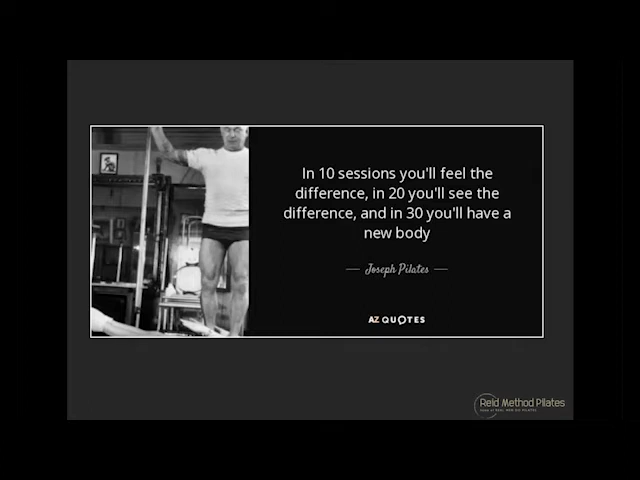 In 10 sessions you'll feel the
difference, in 20 you'll see the
difference, and in 30 you'll have a
new body
Joseph Pilates
AZ QUOTES
Reid Method Pilates